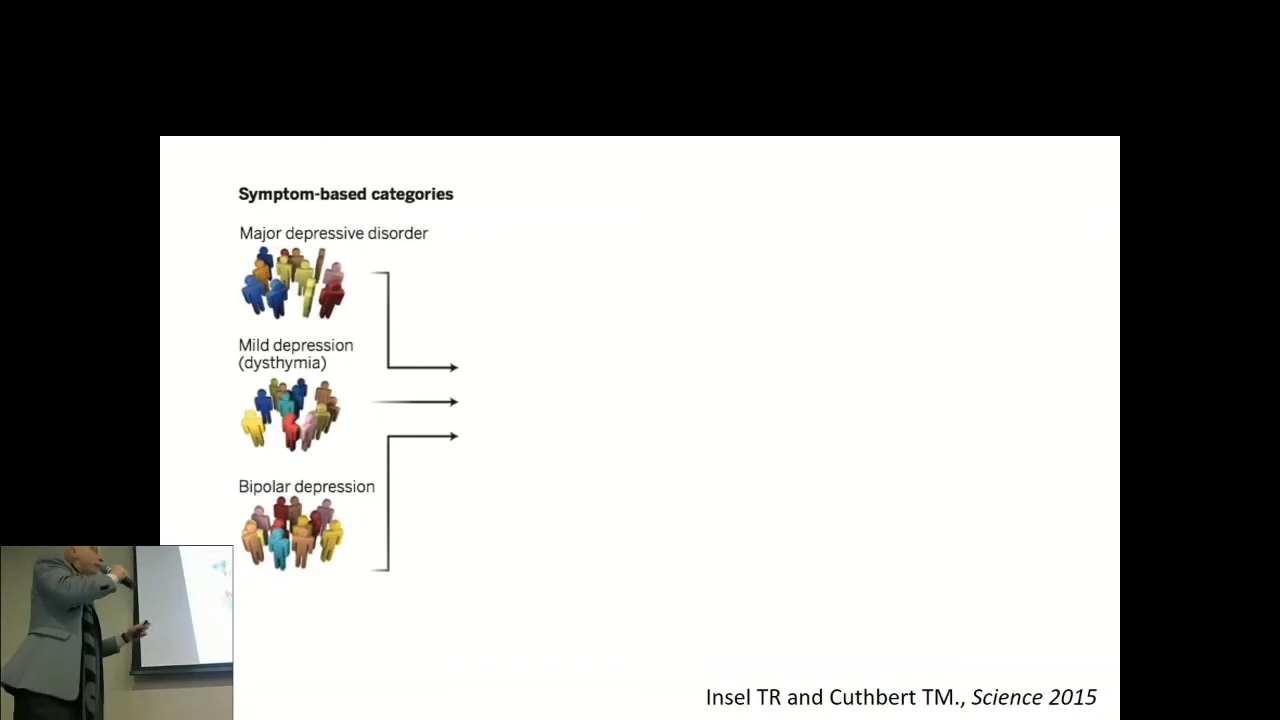 Symptom-based categories
Major depressive disorder
Mild depression
(dysthymia)
Bipolar depression
Insel TR and Cuthbert TM., Science 2015